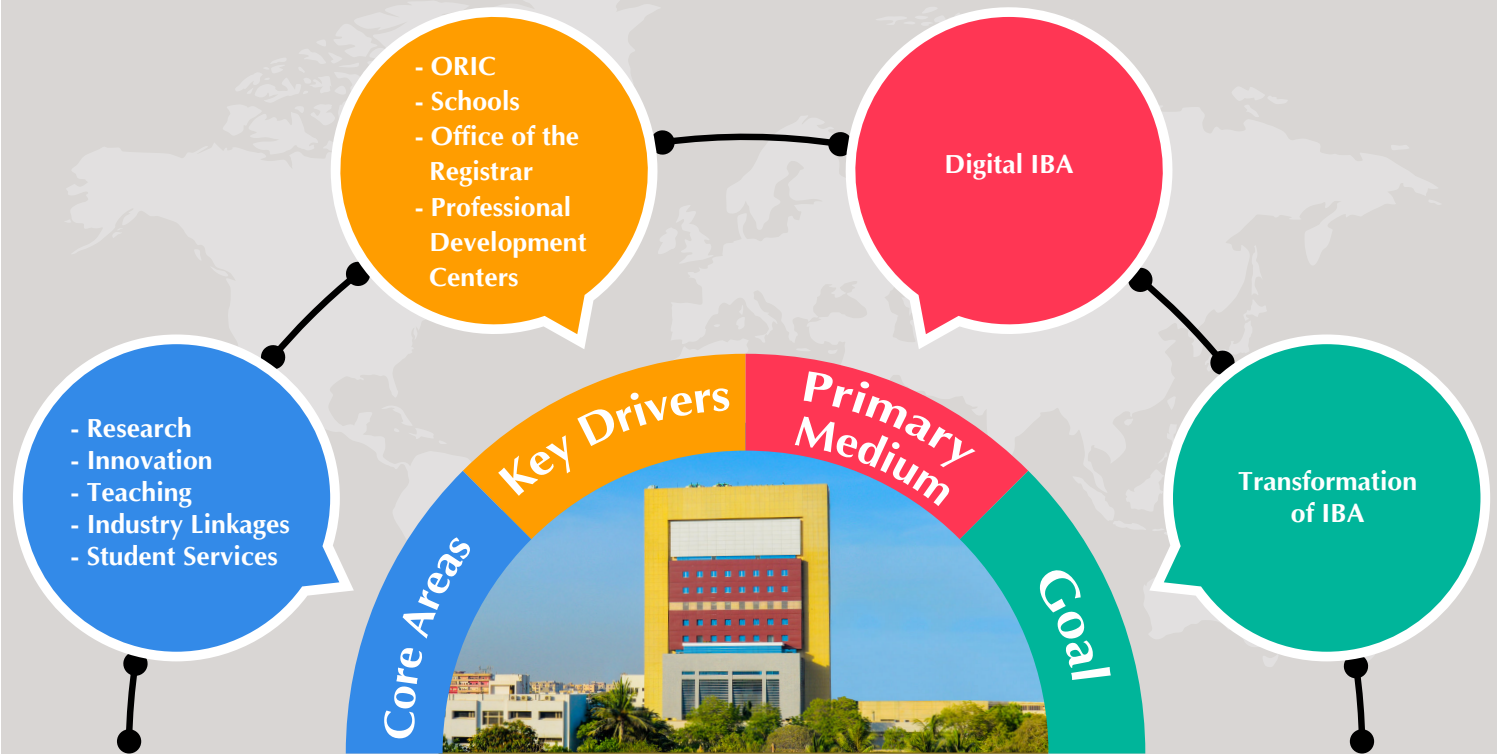 - ORIC
- Schools
- Office of the
Registrar
- Professional
Development
Centers
Digital IBA
- Research
- Innovation
- Teaching
- Industry Linkages
- Student Services
Transformation
of IBA
Core Areas
Key Drivers
Primary
Medium
Goal